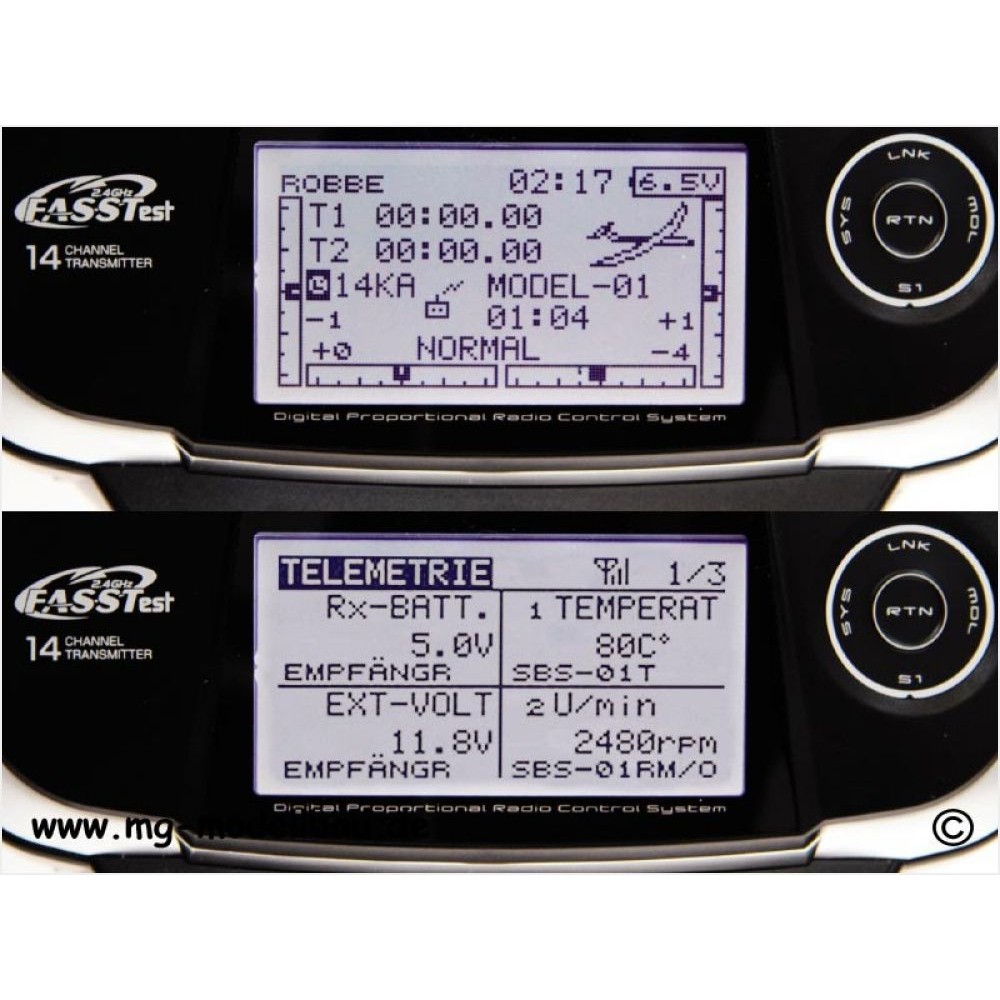 LNK
2.4GHz
FASSTest
14 CHANNEL TRANSMITTER
ROBBE 02:17 6.5V
T1 00:00.00
T2 00:00.00
14KA MODEL-01
01:04
-1 +1
+0 NORMAL -4
SYS RTN MDL
S1
Digital Proportional Radio Control System
LNK
2.4GHz
FASSTest
14 CHANNEL TRANSMITTER
TELEMETRIE 1/3
Rx-BATT. 1 TEMPERAT
5.0V 80C°
EMPFÄNGR SBS-01T
EXT-VOLT 2 U/min
11.8V 2480rpm
EMPFÄNGR SBS-01RM/O
SYS RTN MDL
S1
Digital Proportional Radio Control System
www.mg-modellbau.de ©